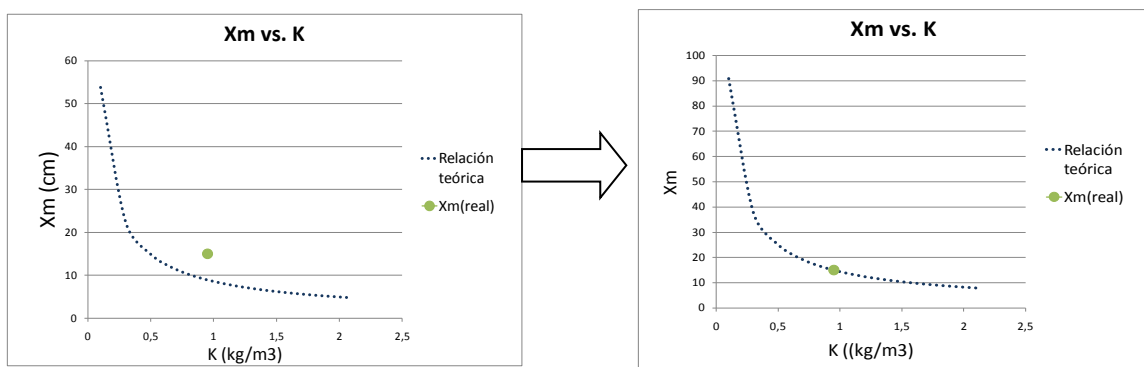 Xm vs. K
60
50
40
30
20
10
0
Xm (cm)
0 0,5 1 1,5 2 2,5
K (kg/m3)
Relación
teórica
Xm(real)
Xm vs. K
100
90
80
70
60
50
40
30
20
10
0
Xm
0 0,5 1 1,5 2 2,5
K ((kg/m3)
Relación
teórica
Xm(real)